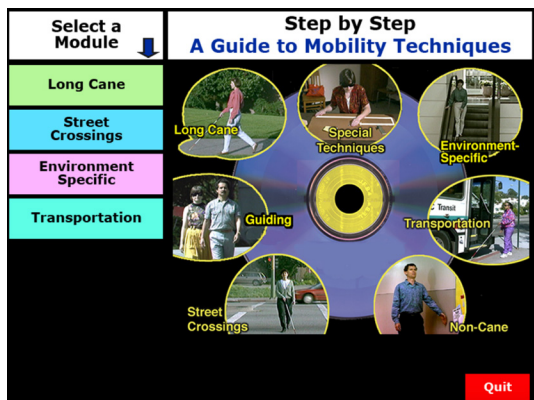 Select a
Module
Step by Step
A Guide to Mobility Techniques
Long Cane
Street
Crossings
Environment
Specific
Transportation
Long Cane
Special
Techniques
Environment-
Specific
Guiding
Transit
Transportation
Street
Crossings
Non-Cane
Quit